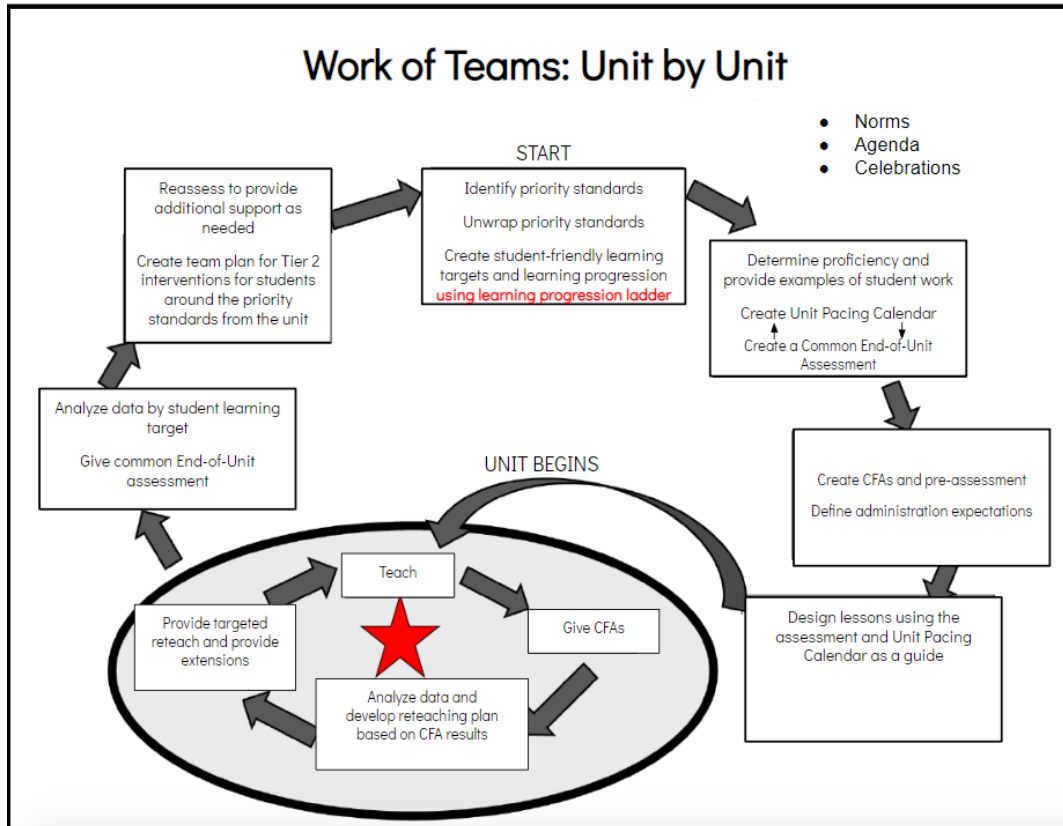 Work of Teams: Unit by Unit
● Norms
● Agenda
● Celebrations
START
Identify priority standards
Unwrap priority standards
Create student-friendly learning
targets and learning progression
using learning progression ladder
Determine proficiency and
provide examples of student work
Create Unit Pacing Calendar
Create a Common End-of-Unit
Assessment
Create CFAs and pre-assessment
Define administration expectations
Design lessons using the
assessment and Unit Pacing
Calendar as a guide
UNIT BEGINS
Teach
Give CFAs
Analyze data and
develop reteaching plan
based on CFA results
Provide targeted
reteach and provide
extensions
Analyze data by student learning
target
Give common End-of-Unit
assessment
Reassess to provide
additional support as
needed
Create team plan for Tier 2
interventions for students
around the priority
standards from the unit